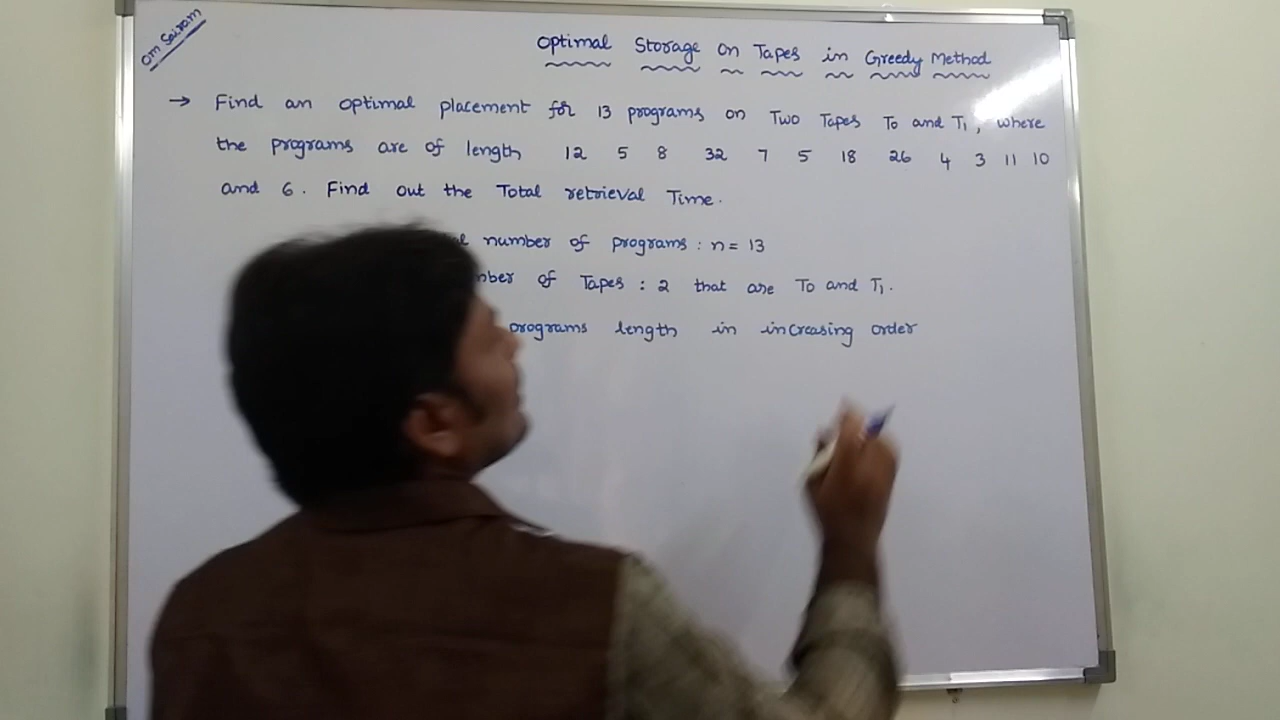 Om Sairam
Optimal Storage on Tapes in Greedy Method
→ Find an optimal placement for 13 programs on Two Tapes To and T1, where
the programs are of length 12 5 8 32 7 5 18 26 4 3 11 10
and 6. Find out the Total retrieval Time.
number of programs : n = 13
of Tapes : 2 that are To and T1.
programs length in increasing order